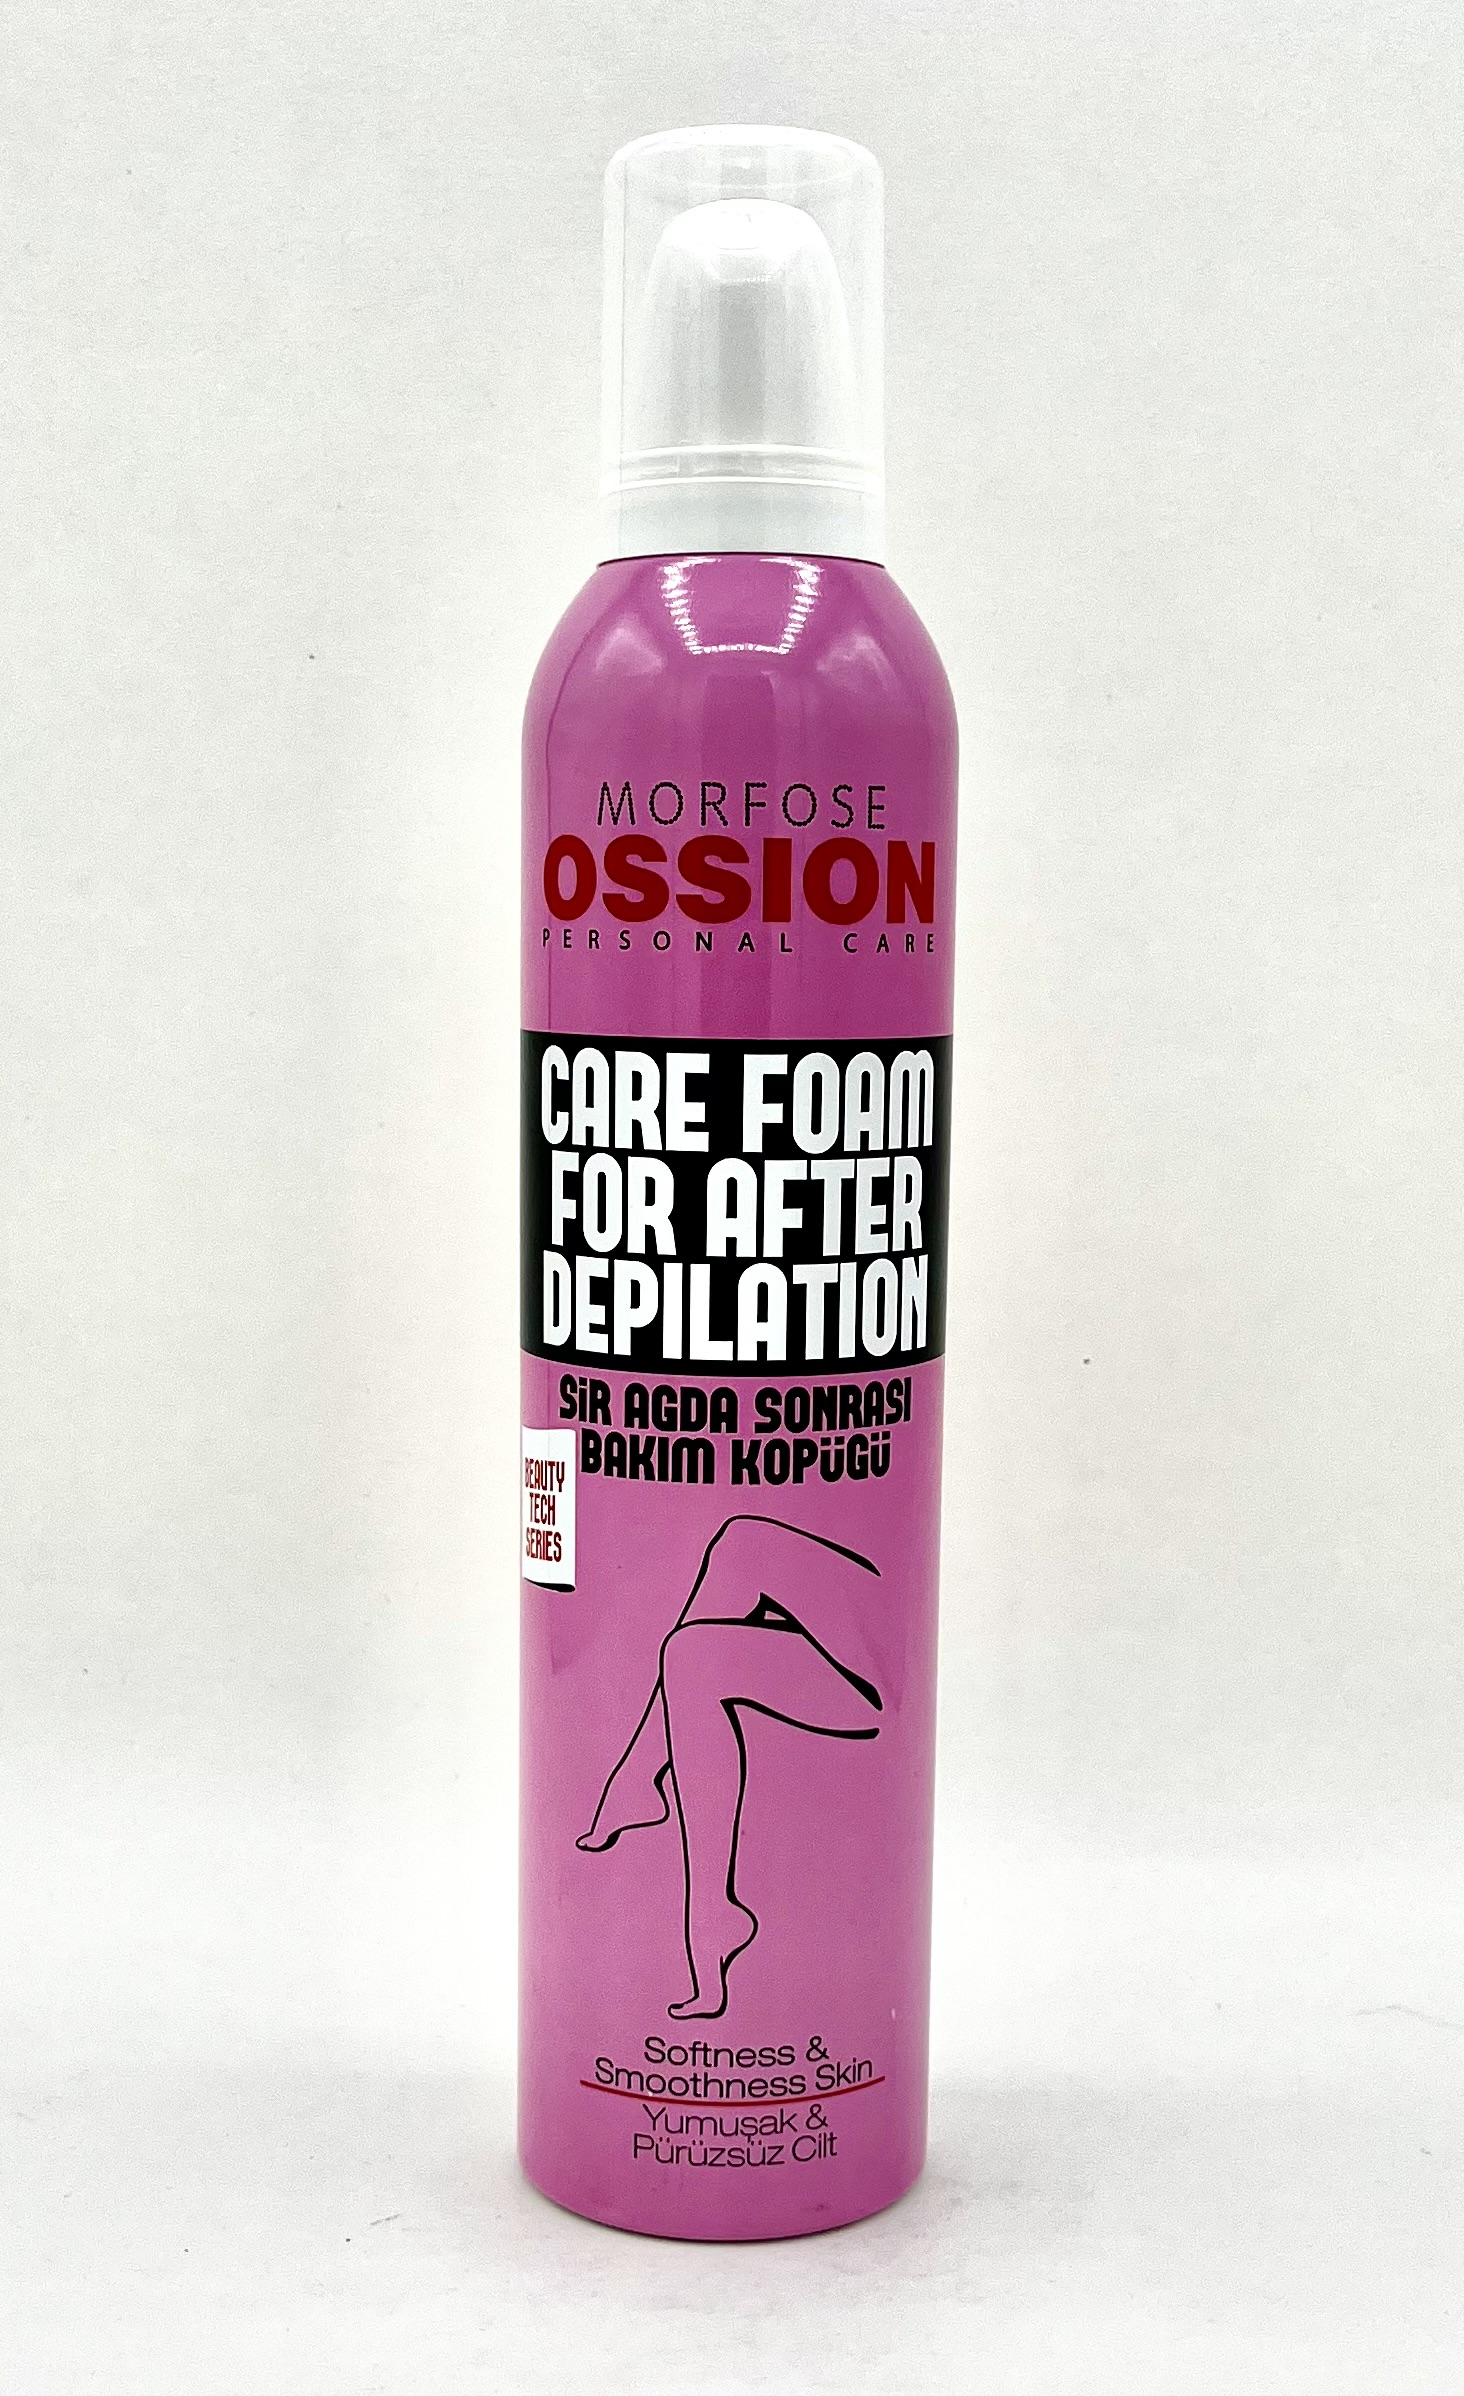 MORFOSE
OSSION
PERSONAL CARE
CARE FOAM
FOR AFTER
DEPILATION
SiR AGDA SONRASI
BAKIM KOPÜGÜ
BEAUTY
TECH
SERIES
Softness &
Smoothness Skin
Yumuşak &
Pürüzsüz Cilt